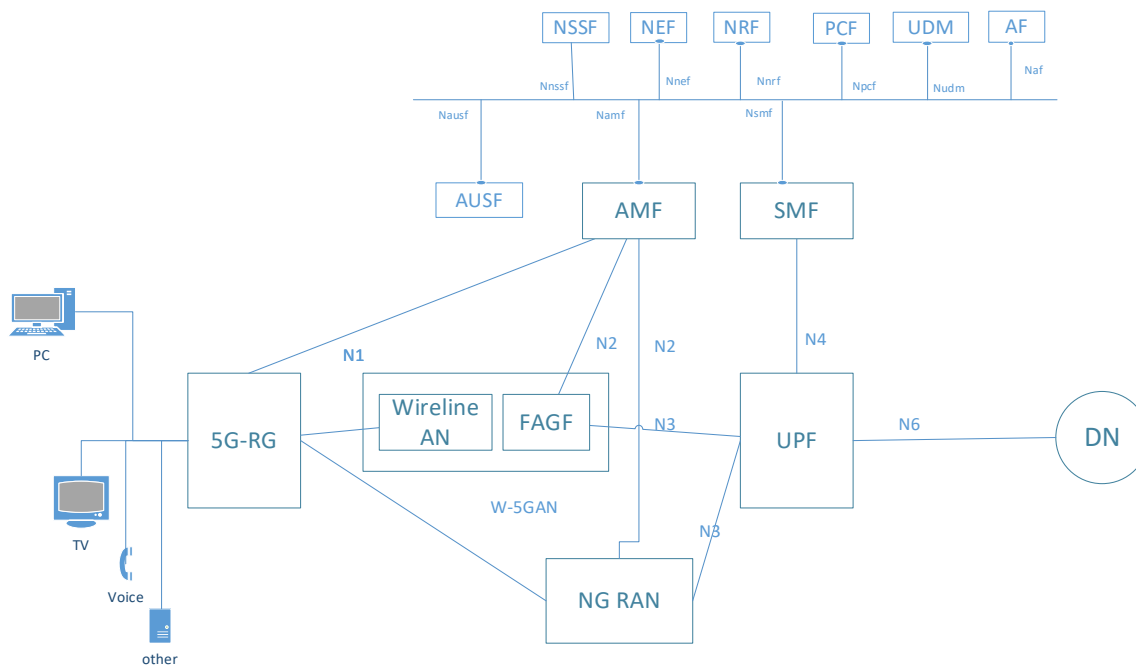 NSSF
NEF
NRF
PCF
UDM
AF
Nnssf
Nnef
Nnrf
Npcf
Nudm
Naf
Nausf
Namf
Nsmf
AUSF
AMF
SMF
PC
N1
N2
N2
N4
5G-RG
Wireline
AN
FAGF
N3
UPF
N6
DN
W-5GAN
N3
TV
Voice
NG RAN
other